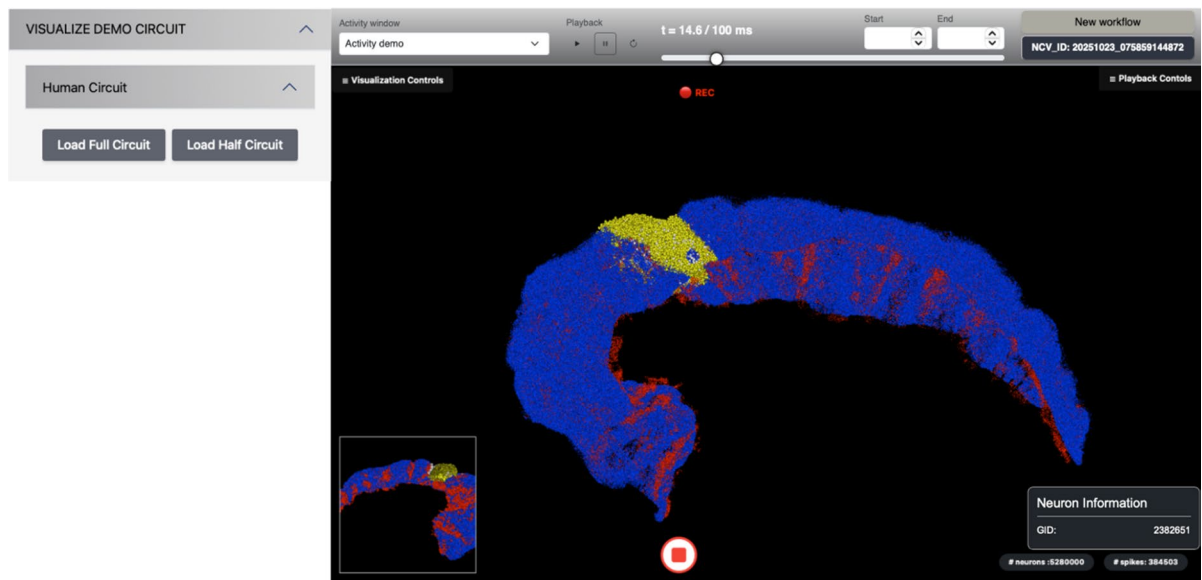 VISUALIZE DEMO CIRCUIT
Human Circuit
Load Full Circuit
Load Half Circuit
Activity window
Activity demo
Playback
t = 14.6 / 100 ms
Start
End
New workflow
NCV_ID: 20251023_075859144872
≡ Visualization Controls
REC
≡ Playback Contols
Neuron Information
GID: 2382651
# neurons :5280000
# spikes: 384503